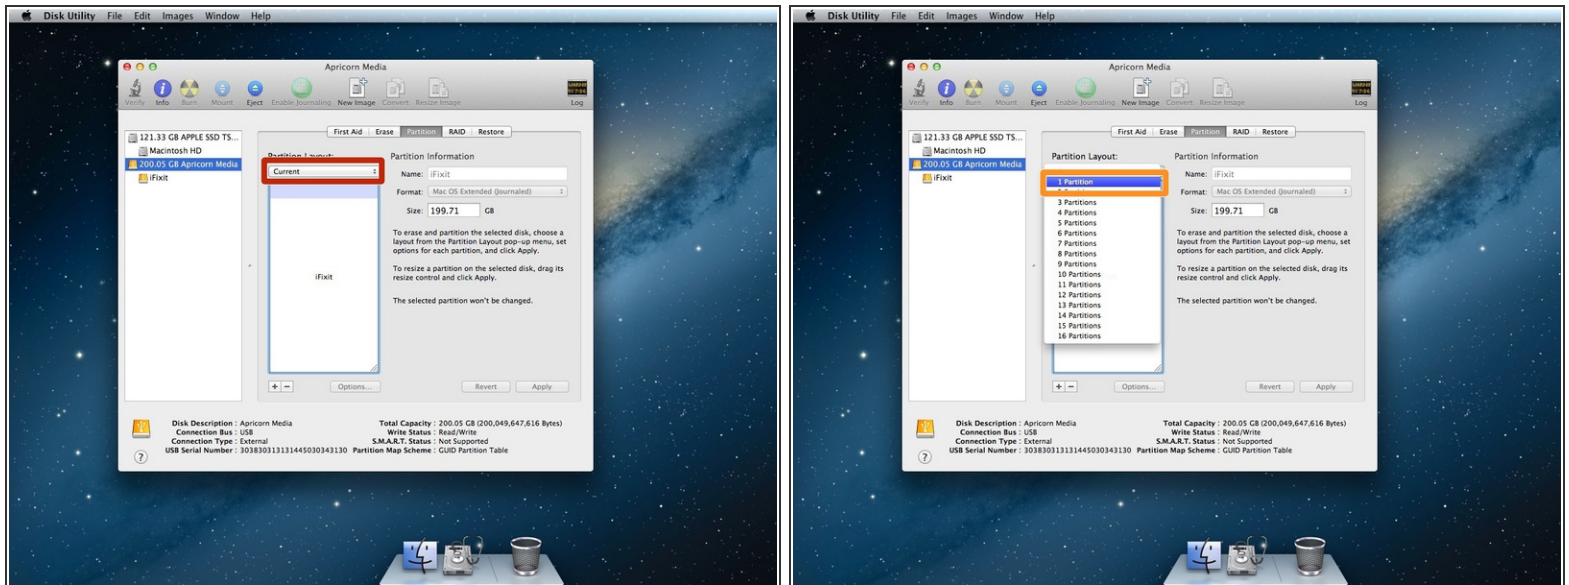 Disk Utility File Edit Images Window Help
Apricorn Media
Verify Info Burn Mount Eject Enable Journaling New Image Convert Resize Image Log
First Aid Erase Partition RAID Restore
121.33 GB APPLE SSD TS...
Macintosh HD
200.05 GB Apricorn Media
iFixit
Partition Layout:
Current
iFixit
Partition Information
Name: iFixit
Format: Mac OS Extended (Journaled)
Size: 199.71 GB
To erase and partition the selected disk, choose a
layout from the Partition Layout pop-up menu, set
options for each partition, and click Apply.
To resize a partition on the selected disk, drag its
resize control and click Apply.
The selected partition won't be changed.
+ − Options... Revert Apply
Disk Description : Apricorn Media
Connection Bus : USB
Connection Type : External
USB Serial Number : 303830313131445030343130
Total Capacity : 200.05 GB (200,049,647,616 Bytes)
Write Status : Read/Write
S.M.A.R.T. Status : Not Supported
Partition Map Scheme : GUID Partition Table
?
Disk Utility File Edit Images Window Help
Apricorn Media
Verify Info Burn Mount Eject Enable Journaling New Image Convert Resize Image Log
First Aid Erase Partition RAID Restore
121.33 GB APPLE SSD TS...
Macintosh HD
200.05 GB Apricorn Media
iFixit
Partition Layout:
1 Partition
3 Partitions
4 Partitions
5 Partitions
6 Partitions
7 Partitions
8 Partitions
9 Partitions
10 Partitions
11 Partitions
12 Partitions
13 Partitions
14 Partitions
15 Partitions
16 Partitions
Partition Information
Name: iFixit
Format: Mac OS Extended (Journaled)
Size: 199.71 GB
To erase and partition the selected disk, choose a
layout from the Partition Layout pop-up menu, set
options for each partition, and click Apply.
To resize a partition on the selected disk, drag its
resize control and click Apply.
The selected partition won't be changed.
+ − Options... Revert Apply
Disk Description : Apricorn Media
Connection Bus : USB
Connection Type : External
USB Serial Number : 303830313131445030343130
Total Capacity : 200.05 GB (200,049,647,616 Bytes)
Write Status : Read/Write
S.M.A.R.T. Status : Not Supported
Partition Map Scheme : GUID Partition Table
?